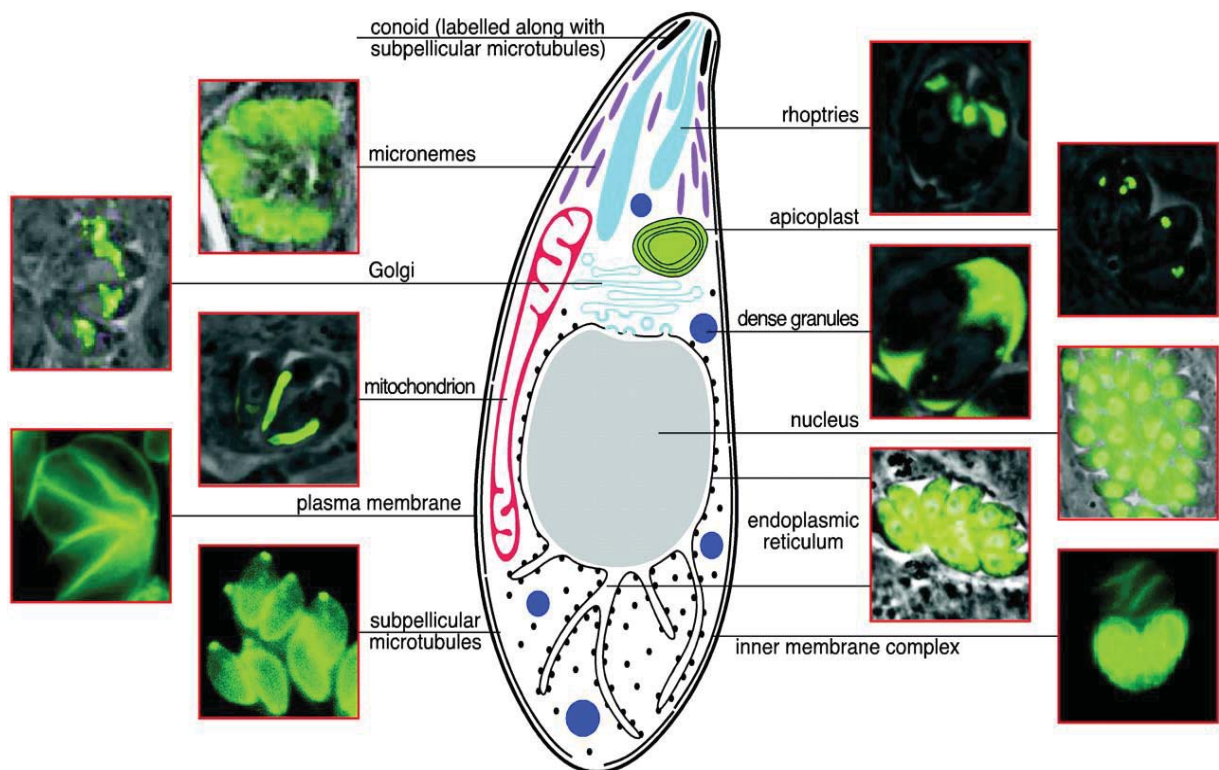 conoid (labelled along with
subpellicular microtubules)
rhoptries
micronemes
apicoplast
Golgi
dense granules
mitochondrion
nucleus
plasma membrane
endoplasmic
reticulum
subpellicular
microtubules
inner membrane complex